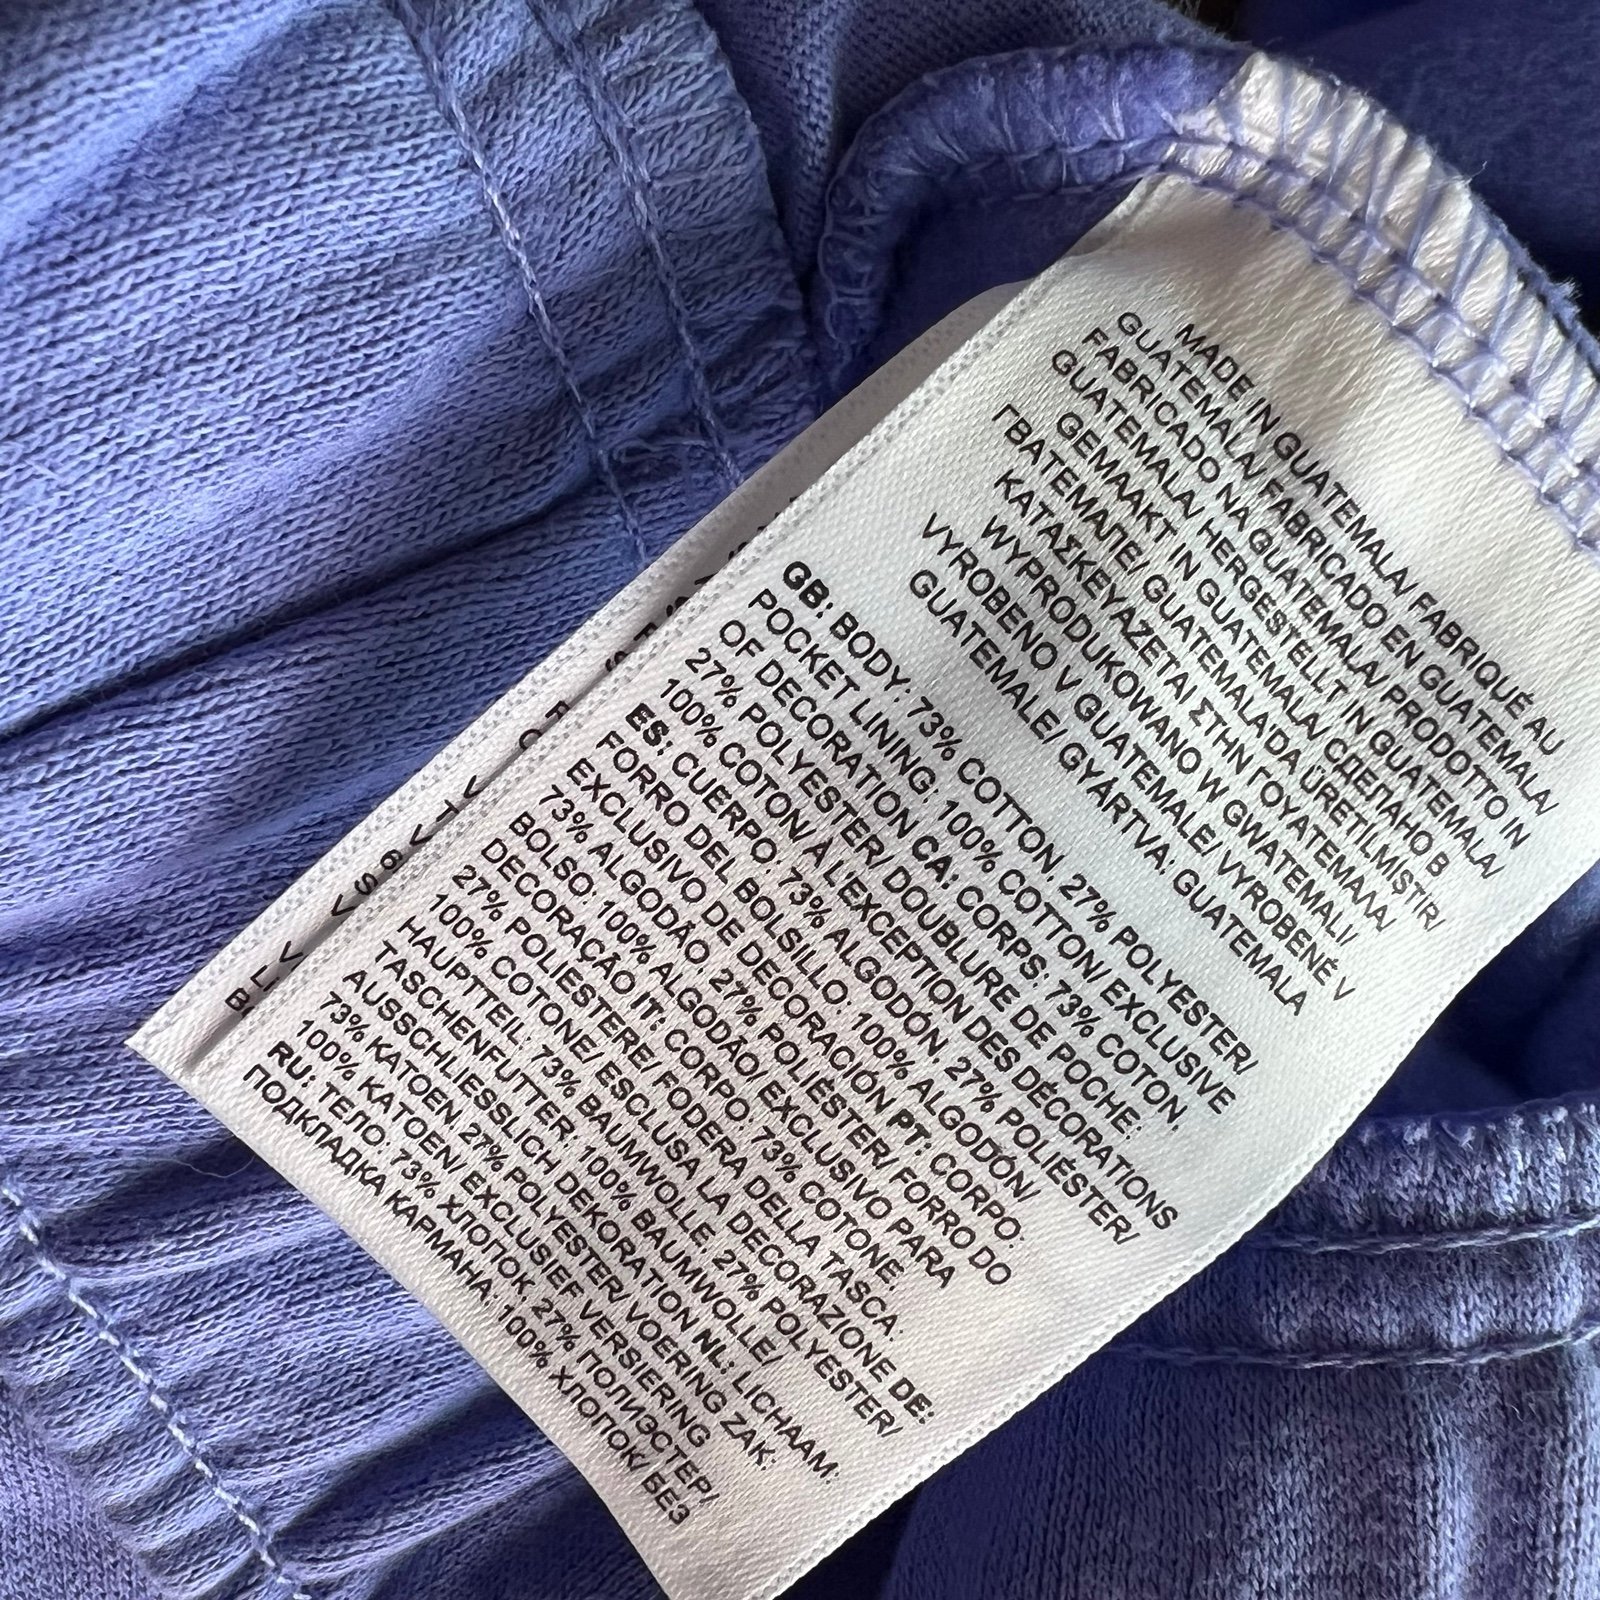 MADE IN GUATEMALA/ FABRIQUÉ AU
GUATEMALA/ FABRICADO EN GUATEMALA/
FABRICADO NA GUATEMALA/ PRODOTTO IN
GUATEMALA/ HERGESTELLT IN GUATEMALA/
GEMAAKT IN GUATEMALA/ СДЕЛАНО В
ГВАТЕМАЛЕ/ GUATEMALA'DA ÜRETILMISTIR/
ΚΑΤΑΣΚΕΥΑΖΕΤΑΙ ΣΤΗΝ ΓΟΥΑΤΕΜΑΛΑ/
WYPRODUKOWANO W GWATEMALI/
VYROBENO V GUATEMALE/ VYROBENÉ V
GUATEMALE/ GYÁRTVA: GUATEMALA
GB: BODY: 73% COTTON, 27% POLYESTER/
POCKET LINING: 100% COTTON/ EXCLUSIVE
OF DECORATION CA: CORPS: 73% COTON,
27% POLYESTER/ DOUBLURE DE POCHE:
100% COTON/ À L'EXCEPTION DES DÉCORATIONS
ES: CUERPO: 73% ALGODÓN, 27% POLIÉSTER/
FORRO DEL BOLSILLO: 100% ALGODÓN/
EXCLUSIVO DE DECORACIÓN PT: CORPO:
73% ALGODÃO, 27% POLIÉSTER/ FORRO DO
BOLSO: 100% ALGODÃO/ EXCLUSIVO PARA
DECORAÇÃO IT: CORPO: 73% COTONE,
27% POLIESTERE/ FODERA DELLA TASCA:
100% COTONE/ ESCLUSA LA DECORAZIONE DE:
HAUPTTEIL: 73% BAUMWOLLE, 27% POLYESTER/
TASCHENFUTTER: 100% BAUMWOLLE/
AUSSCHLIESSLICH DEKORATION NL: LICHAAM:
73% KATOEN, 27% POLYESTER/ VOERING ZAK:
100% KATOEN/ EXCLUSIEF VERSIERING
RU: ТЕЛО: 73% ХЛОПОК, 27% ПОЛИЭСТЕР/
ПОДКЛАДКА КАРМАНА: 100% ХЛОПОК/ БЕЗ